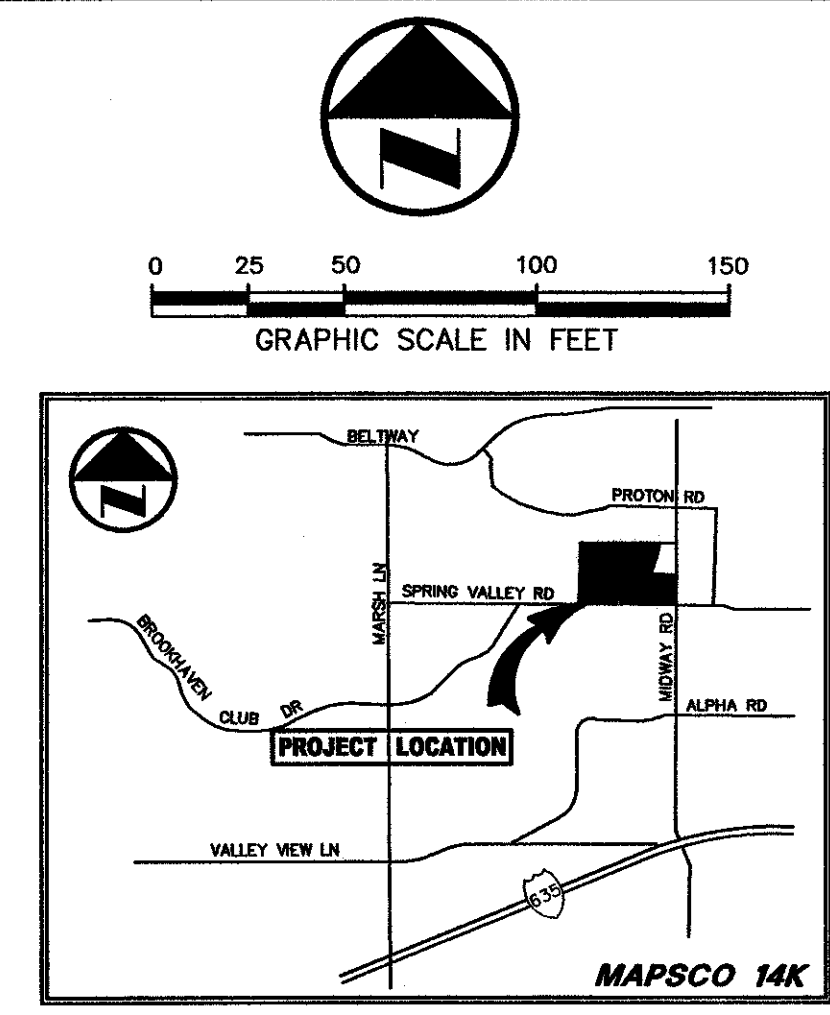 N
0 25 50 100 150
GRAPHIC SCALE IN FEET
N
BELTWAY
PROTON RD
MARSH LN
SPRING VALLEY RD
BROOKHAVEN
CLUB DR
MIDWAY RD
ALPHA RD
PROJECT LOCATION
VALLEY VIEW LN
635
MAPSCO 14K